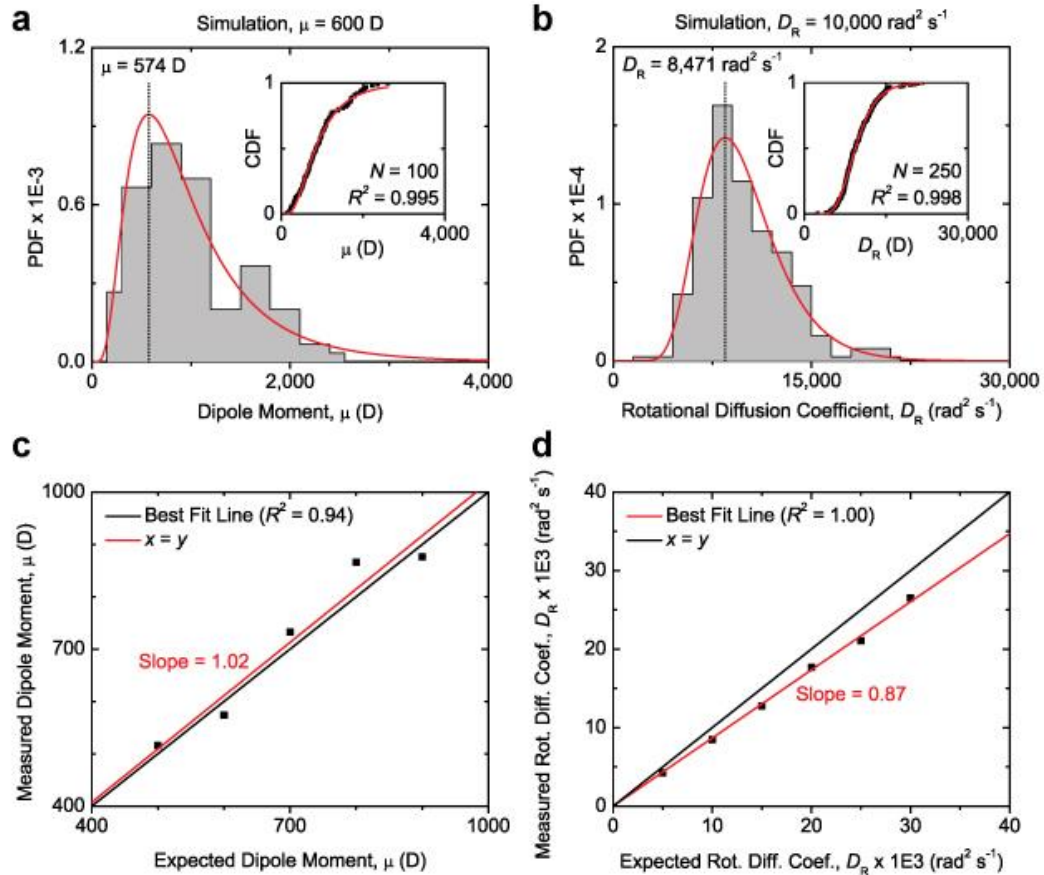 a
Simulation, μ = 600 D
μ = 574 D
1.2
0.6
0.0
PDF x 1E-3
0
2,000
4,000
Dipole Moment, μ (D)
1
0
CDF
N = 100
R² = 0.995
0
4,000
μ (D)
b
Simulation, D_R = 10,000 rad² s⁻¹
D_R = 8,471 rad² s⁻¹
2
1
0
PDF x 1E-4
0
15,000
30,000
Rotational Diffusion Coefficient, D_R (rad² s⁻¹)
1
0
CDF
N = 250
R² = 0.998
0
30,000
D_R (D)
c
1000
700
400
Measured Dipole Moment, μ (D)
Best Fit Line (R² = 0.94)
x = y
Slope = 1.02
400
700
1000
Expected Dipole Moment, μ (D)
d
40
30
20
10
0
Measured Rot. Diff. Coef., D_R x 1E3 (rad² s⁻¹)
Best Fit Line (R² = 1.00)
x = y
Slope = 0.87
0
10
20
30
40
Expected Rot. Diff. Coef., D_R x 1E3 (rad² s⁻¹)